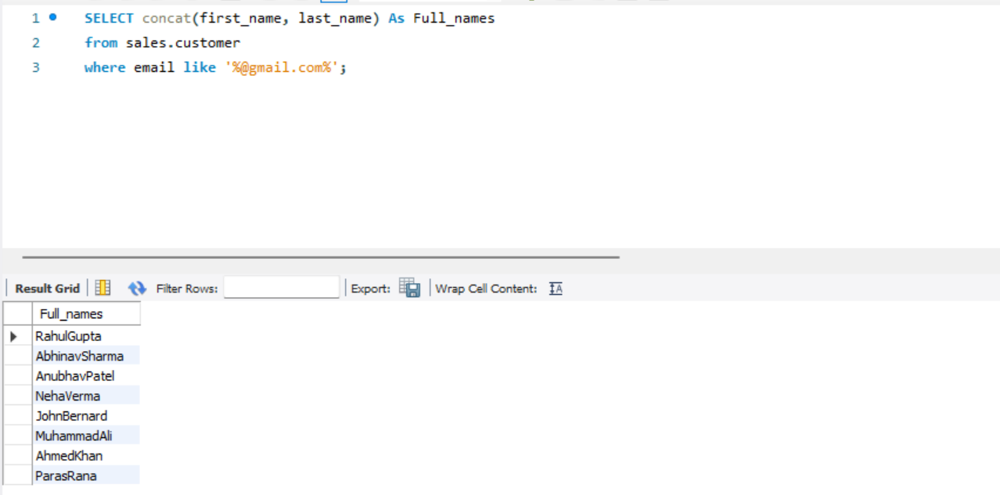 1 SELECT concat(first_name, last_name) As Full_names
2 from sales.customer
3 where email like '%@gmail.com%';
Result Grid Filter Rows: Export: Wrap Cell Content: IA
Full_names
RahulGupta
AbhinavSharma
AnubhavPatel
NehaVerma
JohnBernard
MuhammadAli
AhmedKhan
ParasRana